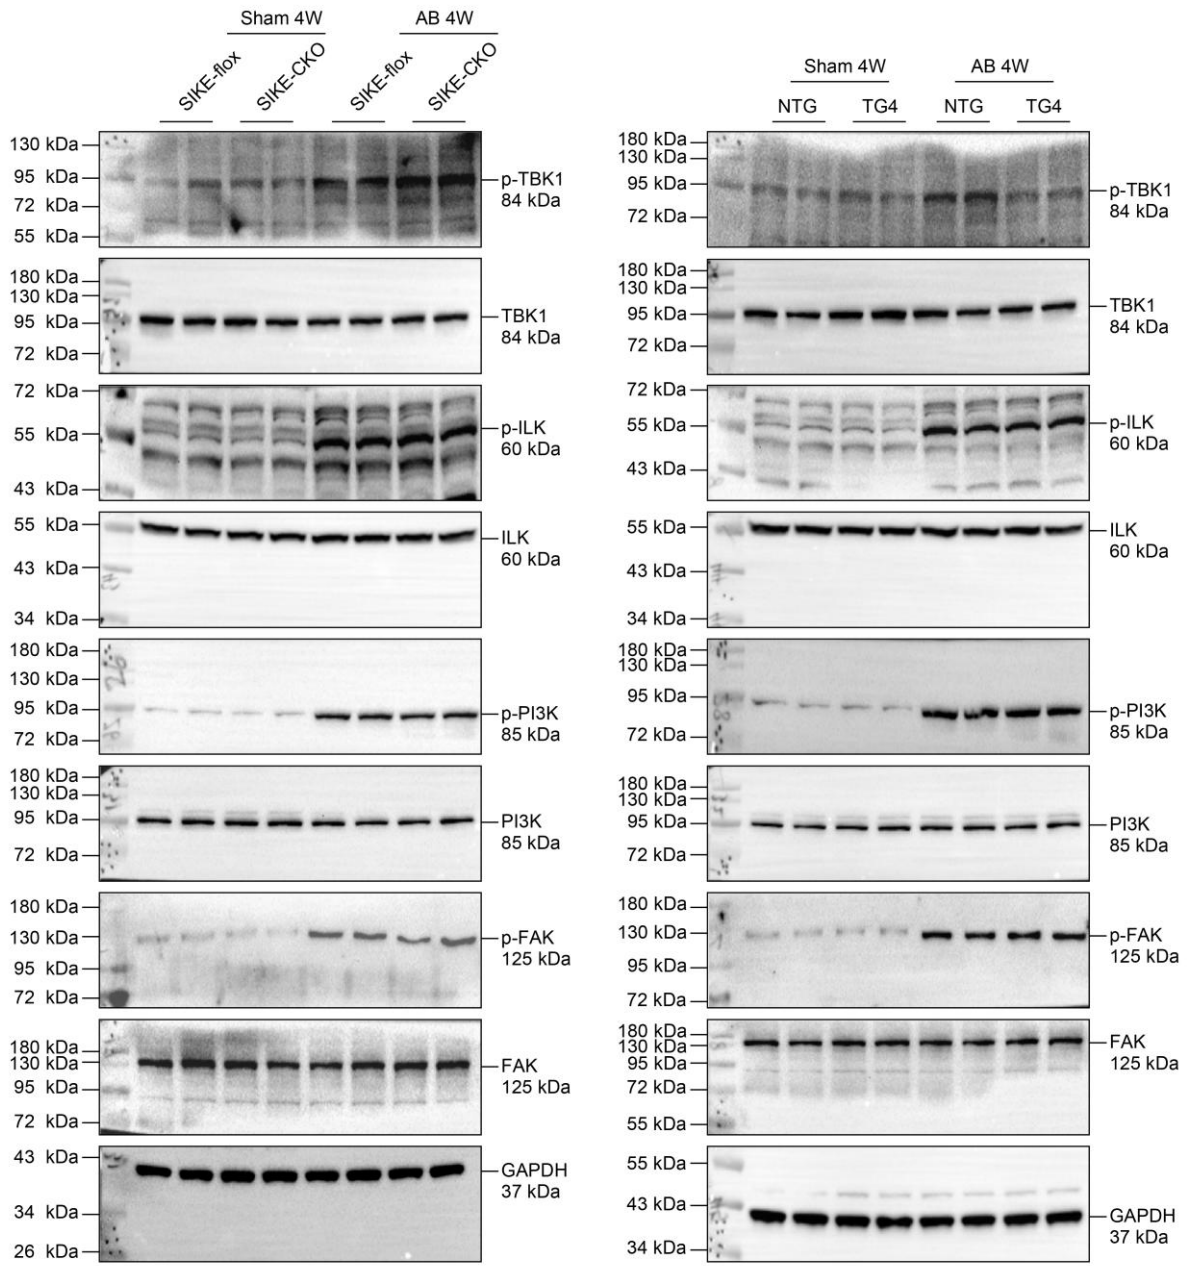 Sham 4W
AB 4W
SIKE-flox
SIKE-CKO
SIKE-flox
SIKE-CKO
130 kDa
95 kDa
72 kDa
55 kDa
p-TBK1
84 kDa
180 kDa
130 kDa
95 kDa
72 kDa
TBK1
84 kDa
72 kDa
55 kDa
43 kDa
p-ILK
60 kDa
55 kDa
43 kDa
34 kDa
ILK
60 kDa
180 kDa
130 kDa
95 kDa
72 kDa
p-PI3K
85 kDa
180 kDa
130 kDa
95 kDa
72 kDa
PI3K
85 kDa
180 kDa
130 kDa
95 kDa
72 kDa
p-FAK
125 kDa
180 kDa
130 kDa
95 kDa
72 kDa
FAK
125 kDa
43 kDa
34 kDa
26 kDa
GAPDH
37 kDa
Sham 4W
AB 4W
NTG
TG4
NTG
TG4
180 kDa
130 kDa
95 kDa
72 kDa
p-TBK1
84 kDa
180 kDa
130 kDa
95 kDa
72 kDa
TBK1
84 kDa
72 kDa
55 kDa
43 kDa
p-ILK
60 kDa
55 kDa
43 kDa
34 kDa
ILK
60 kDa
180 kDa
130 kDa
95 kDa
72 kDa
p-PI3K
85 kDa
180 kDa
130 kDa
95 kDa
72 kDa
PI3K
85 kDa
180 kDa
130 kDa
95 kDa
72 kDa
p-FAK
125 kDa
180 kDa
130 kDa
95 kDa
72 kDa
55 kDa
FAK
125 kDa
55 kDa
43 kDa
34 kDa
GAPDH
37 kDa